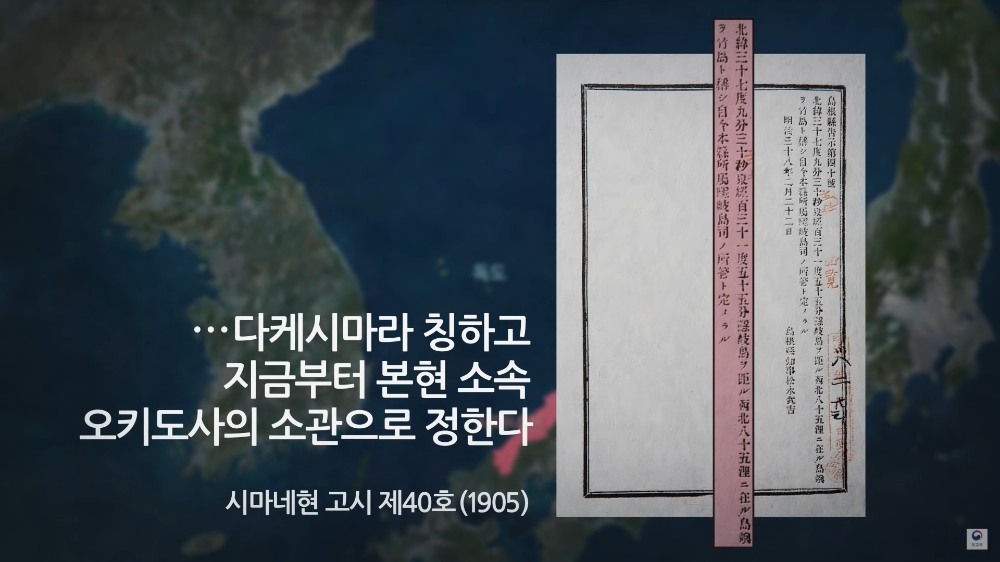 독도
…다케시마라 칭하고
지금부터 본현 소속
오키도사의 소관으로 정한다
시마네현 고시 제40호(1905)
北緯三十七度九分三十秒東經百三十一度五十五分隱岐島ヲ距ル西北八十五浬ニ在ル島嶼
ヲ竹島ト稱シ自今本縣所屬隱岐島司ノ所管ト定メラル
島根縣告示第四十號
北緯三十七度九分三十秒東經百三十一度五十五分隱岐島ヲ距ル西北八十五浬ニ在ル島嶼
ヲ竹島ト稱シ自今本縣所屬隱岐島司ノ所管ト定メラル
明治三十八年二月二十二日
島根縣知事松永武吉
回覽
외교부